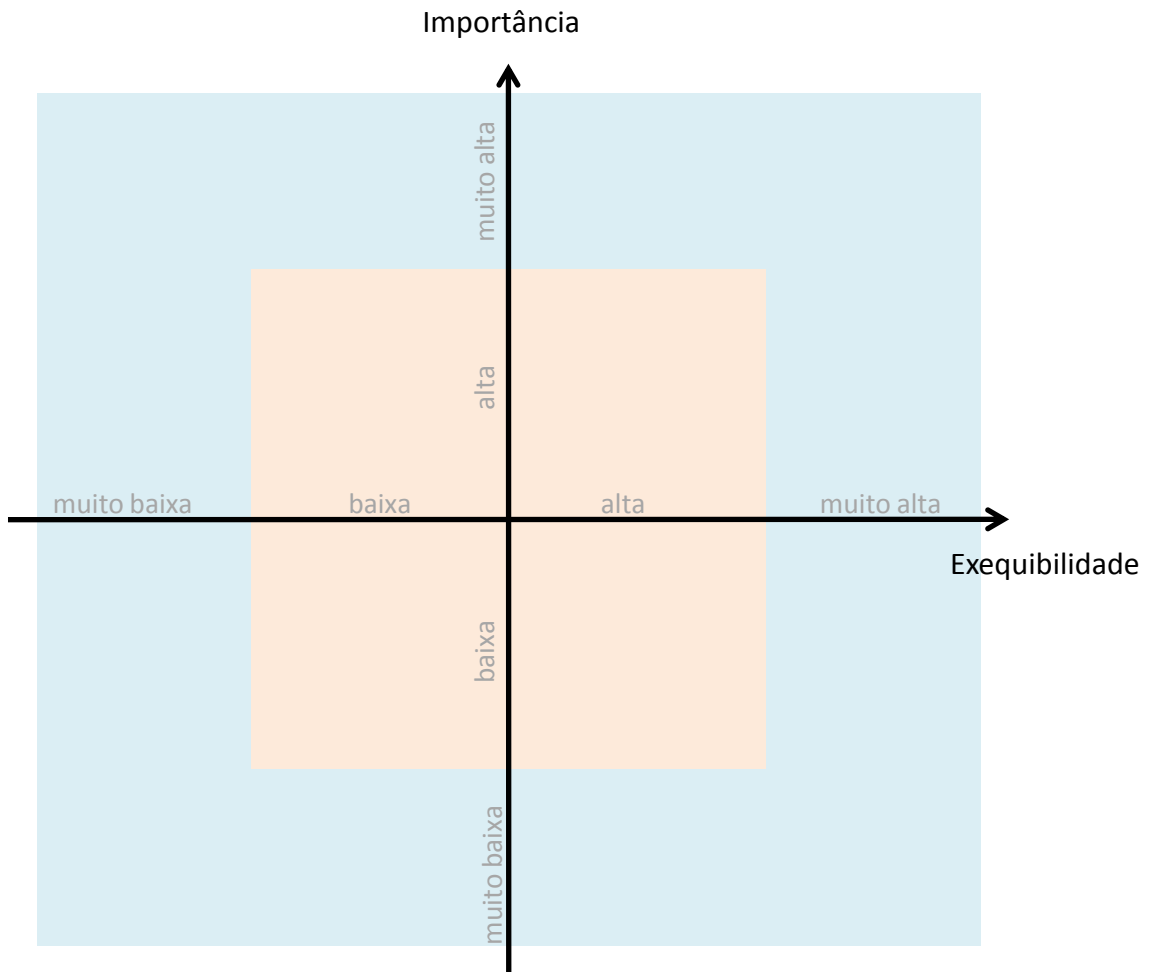 Importância
muito alta
alta
muito baixa
baixa
alta
muito alta
Exequibilidade
baixa
muito baixa